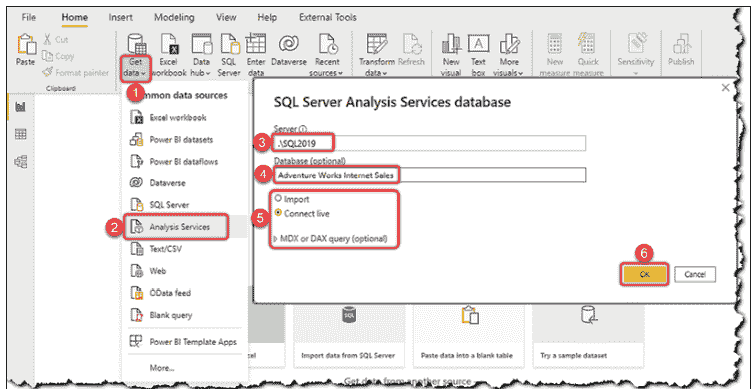 File Home Insert Modeling View Help External Tools
Paste
Cut
Copy
Format painter
Clipboard
Get data
Excel workbook
Data hub
SQL Server
Enter data
Dataverse
Recent sources
Transform data
Refresh
New visual
Text box
More visuals
New measure
Quick measure
Sensitivity
Publish
1
mmon data sources
Excel workbook
Power BI datasets
Power BI dataflows
Dataverse
SQL Server
2
Analysis Services
Text/CSV
Web
OData feed
Blank query
Power BI Template Apps
More...
SQL Server Analysis Services database
Server
3
.\SQL2019
Database (optional)
4
Adventure Works Internet Sales
5
Import
Connect live
MDX or DAX query (optional)
6
OK
Cancel
cel
SQL
Import data from SQL Server
Paste data into a blank table
Try a sample dataset
Get data from another source